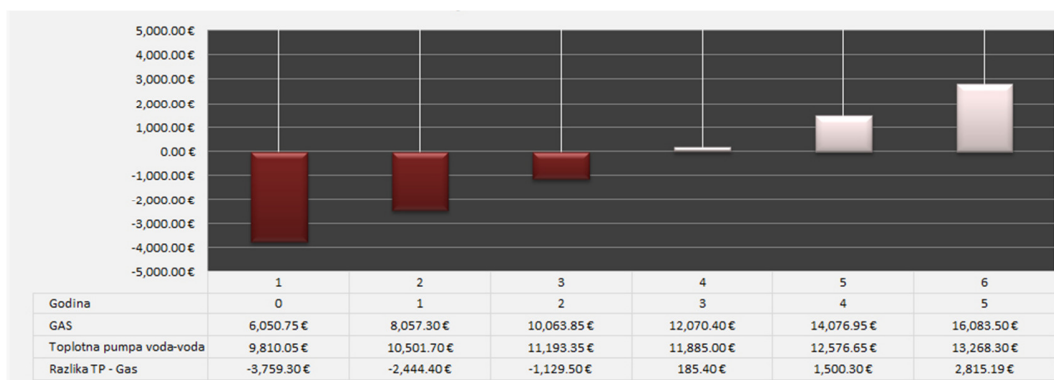 5,000.00 €
4,000.00 €
3,000.00 €
2,000.00 €
1,000.00 €
0.00 €
-1,000.00 €
-2,000.00 €
-3,000.00 €
-4,000.00 €
-5,000.00 €
1 2 3 4 5 6
Godina 0 1 2 3 4 5
GAS 6,050.75 € 8,057.30 € 10,063.85 € 12,070.40 € 14,076.95 € 16,083.50 €
Toplotna pumpa voda-voda 9,810.05 € 10,501.70 € 11,193.35 € 11,885.00 € 12,576.65 € 13,268.30 €
Razlika TP - Gas -3,759.30 € -2,444.40 € -1,129.50 € 185.40 € 1,500.30 € 2,815.19 €